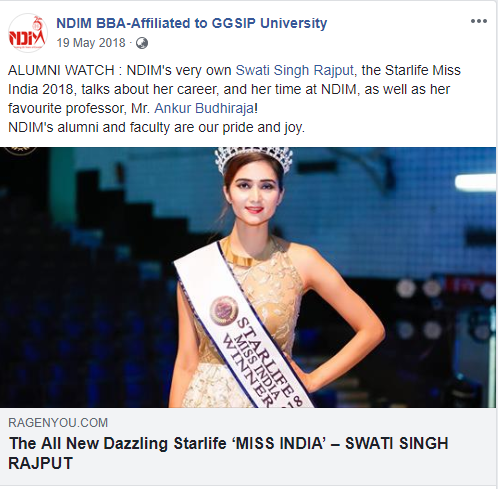 NDIM
NDIM BBA-Affiliated to GGSIP University
19 May 2018 ·
ALUMNI WATCH : NDIM's very own Swati Singh Rajput, the Starlife Miss
India 2018, talks about her career, and her time at NDIM, as well as her
favourite professor, Mr. Ankur Budhiraja!
NDIM's alumni and faculty are our pride and joy.
STARLIFE
MISS INDIA
WINNER
RAGENYOU.COM
The All New Dazzling Starlife ‘MISS INDIA’ – SWATI SINGH
RAJPUT